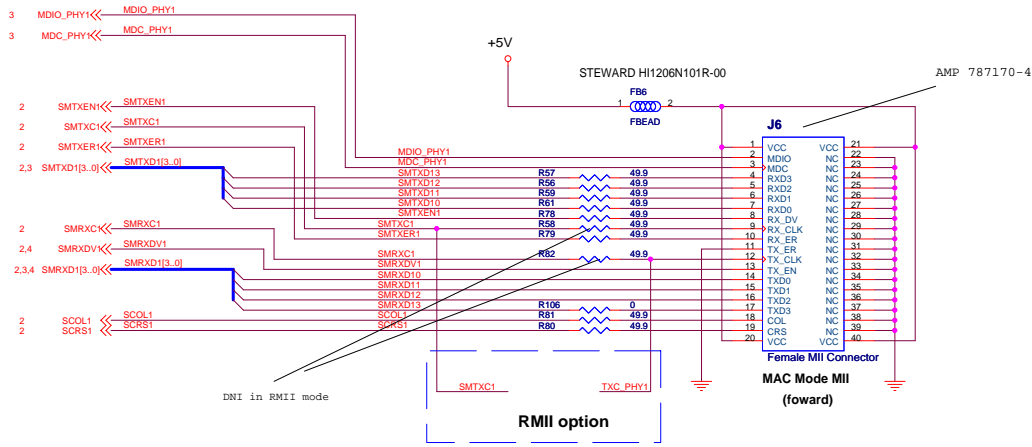 3 MDIO_PHY1 MDIO_PHY1
3 MDC_PHY1 MDC_PHY1
+5V
STEWARD HI1206N101R-00
AMP 787170-4
FB6
1 2
FBEAD
2 SMTXEN1 SMTXEN1
2 SMTXC1 SMTXC1
2 SMTXER1 SMTXER1
2,3 SMTXD1[3..0] SMTXD1[3..0]
J6
1 VCC VCC 21
MDIO_PHY1 2 MDIO NC 22
MDC_PHY1 3 MDC NC 23
SMTXD13 R57 49.9 4 RXD3 NC 24
SMTXD12 R56 49.9 5 RXD2 NC 25
SMTXD11 R59 49.9 6 RXD1 NC 26
SMTXD10 R61 49.9 7 RXD0 NC 27
SMTXEN1 R78 49.9 8 RX_DV NC 28
SMTXC1 R58 49.9 9 RX_CLK NC 29
SMTXER1 R79 49.9 10 RX_ER NC 30
11 TX_ER NC 31
2 SMRXC1 SMRXC1
2,4 SMRXDV1 SMRXDV1
2,3,4 SMRXD1[3..0] SMRXD1[3..0]
SMRXC1 R82 49.9 12 TX_CLK NC 32
SMRXDV1 13 TX_EN NC 33
SMRXD10 14 TXD0 NC 34
SMRXD11 15 TXD1 NC 35
SMRXD12 16 TXD2 NC 36
SMRXD13 R106 0 17 TXD3 NC 37
2 SCOL1 SCOL1 R81 49.9 18 COL NC 38
2 SCRS1 SCRS1 R80 49.9 19 CRS NC 39
20 VCC VCC 40
Female MII Connector
MAC Mode MII
(foward)
DNI in RMII mode
SMTXC1 TXC_PHY1
RMII option